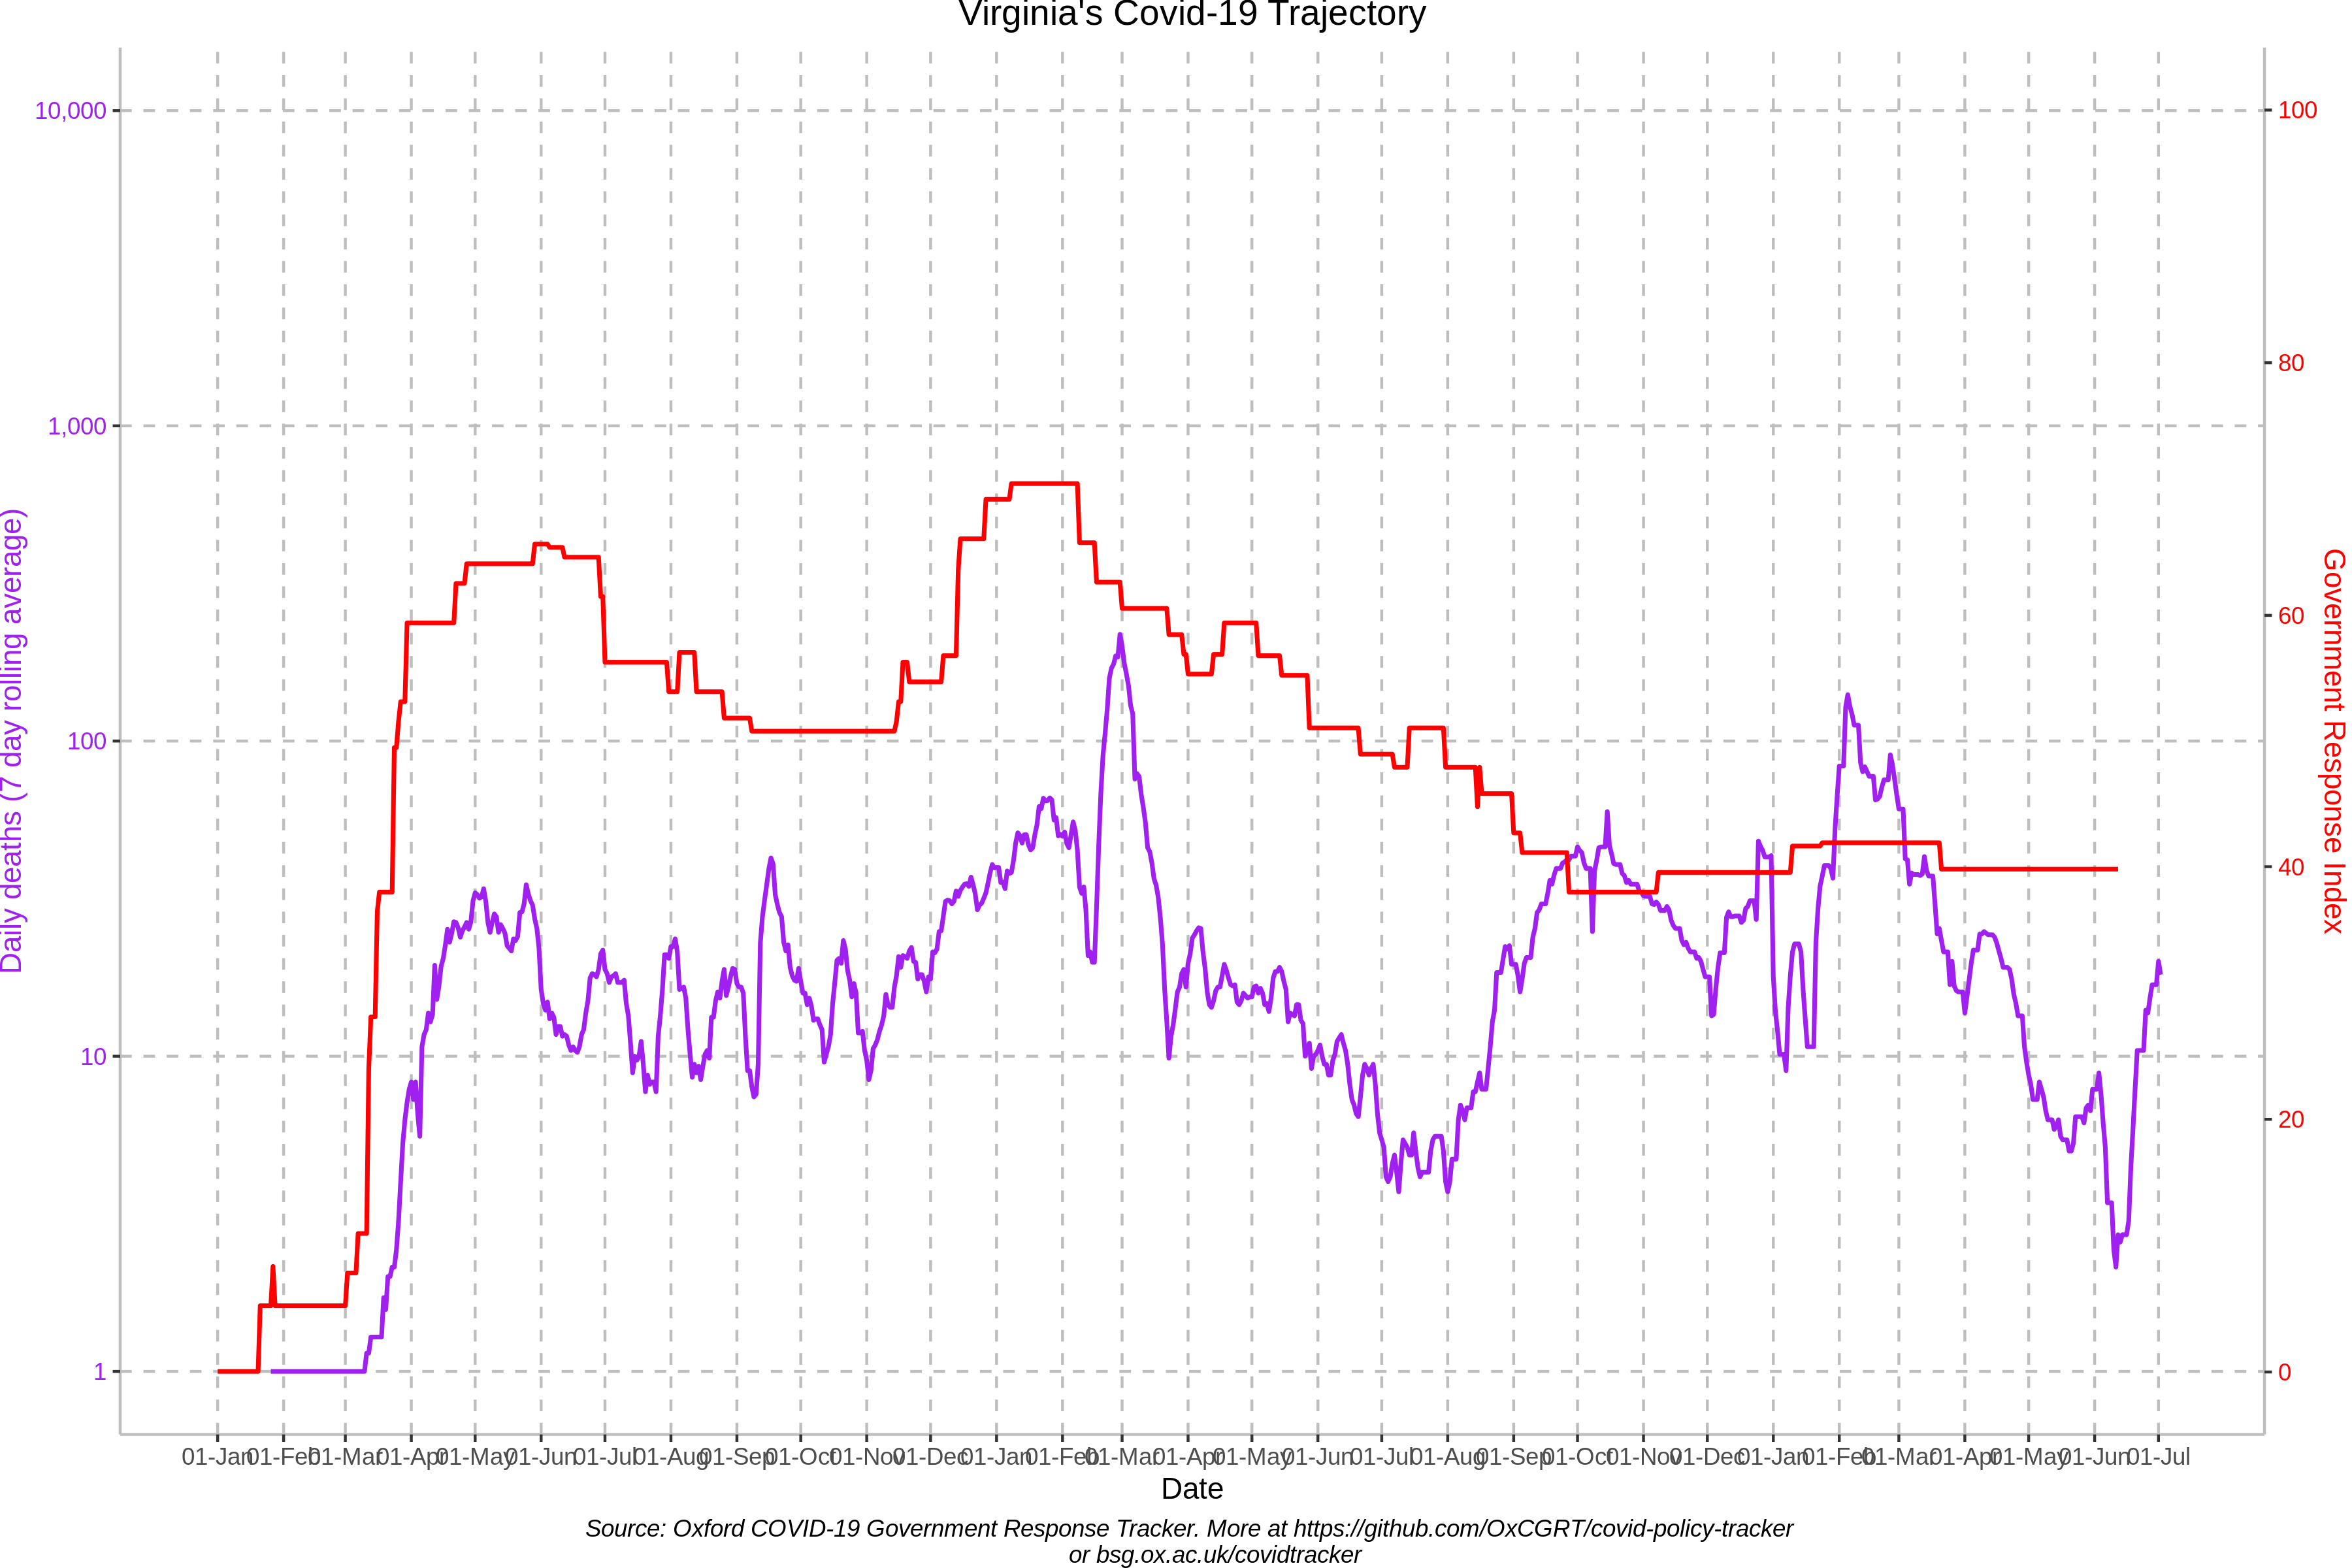 Virginia's Covid-19 Trajectory
10,000
1,000
100
10
1
Daily deaths (7 day rolling average)
100
80
60
40
20
0
Government Response Index
01-Jan 01-Feb 01-Mar 01-Apr 01-May 01-Jun 01-Jul 01-Aug 01-Sep 01-Oct 01-Nov 01-Dec 01-Jan 01-Feb 01-Mar 01-Apr 01-May 01-Jun 01-Jul 01-Aug 01-Sep 01-Oct 01-Nov 01-Dec 01-Jan 01-Feb 01-Mar 01-Apr 01-May 01-Jun 01-Jul
Date
Source: Oxford COVID-19 Government Response Tracker. More at https://github.com/OxCGRT/covid-policy-tracker
or bsg.ox.ac.uk/covidtracker